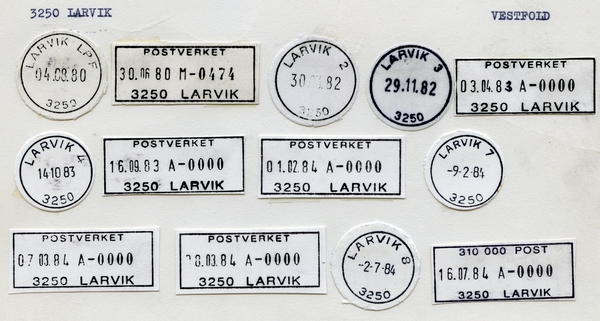 3250 LARVIK VESTFOLD
LARVIK LPF
04.08.80
3250
POSTVERKET
30.06 80 M-0474
3250 LARVIK
LARVIK 2
82
3250
LARVIK 3
29.11.82
3250
POSTVERKET
03.04.83 A-0000
3250 LARVIK
LARVIK 4
14.10.83
3250
POSTVERKET
16.09.83 A-0000
3250 LARVIK
POSTVERKET
01.02.84 A-0000
3250 LARVIK
LARVIK 7
-9-2-84
3250
POSTVERKET
07 03.84 A-0000
3250 LARVIK
POSTVERKET
8.03.84 A-0000
3250 LARVIK
LARVIK 8
-2-7-84
3250
310 000 POST
16.07.84 A-0000
3250 LARVIK